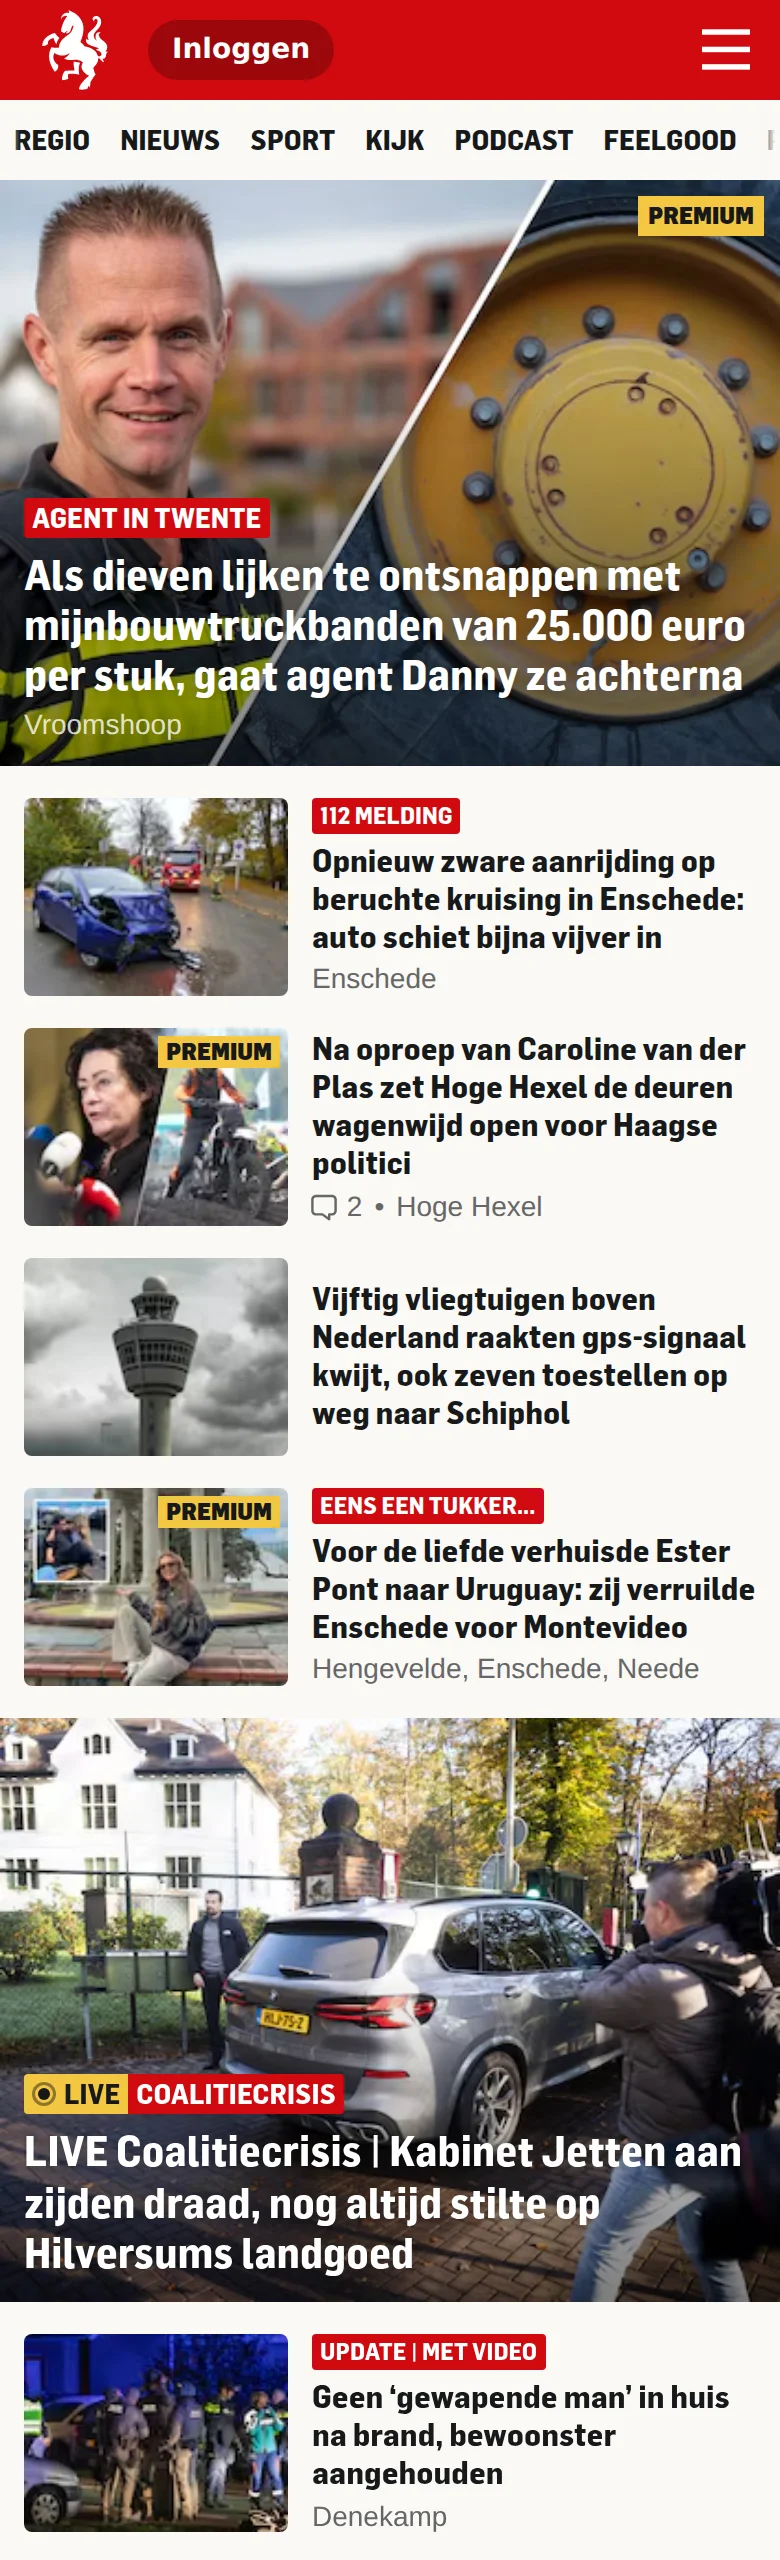 Inloggen
REGIO NIEUWS SPORT KIJK PODCAST FEELGOOD
PREMIUM
AGENT IN TWENTE
Als dieven lijken te ontsnappen met
mijnbouwtruckbanden van 25.000 euro
per stuk, gaat agent Danny ze achterna
Vroomshoop
112 MELDING
Opnieuw zware aanrijding op
beruchte kruising in Enschede:
auto schiet bijna vijver in
Enschede
PREMIUM
Na oproep van Caroline van der
Plas zet Hoge Hexel de deuren
wagenwijd open voor Haagse
politici
2 • Hoge Hexel
Vijftig vliegtuigen boven
Nederland raakten gps-signaal
kwijt, ook zeven toestellen op
weg naar Schiphol
PREMIUM
EENS EEN TUKKER...
Voor de liefde verhuisde Ester
Pont naar Uruguay: zij verruilde
Enschede voor Montevideo
Hengevelde, Enschede, Neede
LIVE COALITIECRISIS
LIVE Coalitiecrisis | Kabinet Jetten aan
zijden draad, nog altijd stilte op
Hilversums landgoed
UPDATE | MET VIDEO
Geen ‘gewapende man’ in huis
na brand, bewoonster
aangehouden
Denekamp